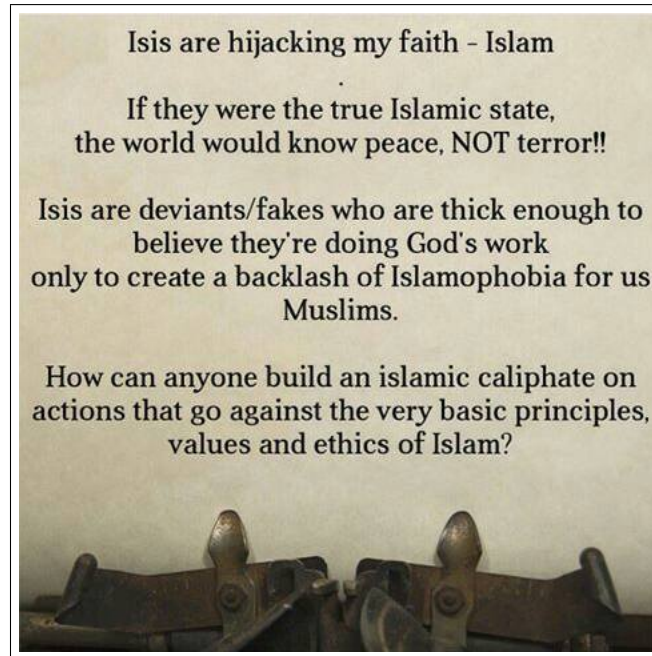 Isis are hijacking my faith - Islam
.
If they were the true Islamic state,
the world would know peace, NOT terror!!
Isis are deviants/fakes who are thick enough to
believe they're doing God's work
only to create a backlash of Islamophobia for us
Muslims.
How can anyone build an islamic caliphate on
actions that go against the very basic principles,
values and ethics of Islam?